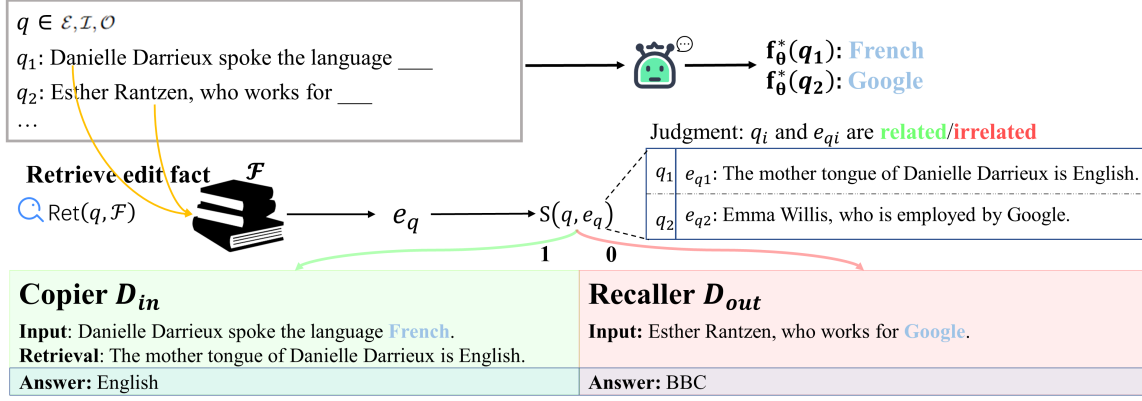 q ∈ ℰ,ℐ,𝒪
q₁: Danielle Darrieux spoke the language ___
q₂: Esther Rantzen, who works for ___
...
f*θ(q₁): French
f*θ(q₂): Google
Judgment: qᵢ and e_qi are related/irrelated
q₁ e_q1: The mother tongue of Danielle Darrieux is English.
q₂ e_q2: Emma Willis, who is employed by Google.
Retrieve edit fact ℱ
Ret(q, ℱ)
e_q
S(q, e_q)
1 0
Copier D_in
Input: Danielle Darrieux spoke the language French.
Retrieval: The mother tongue of Danielle Darrieux is English.
Answer: English
Recaller D_out
Input: Esther Rantzen, who works for Google.
Answer: BBC